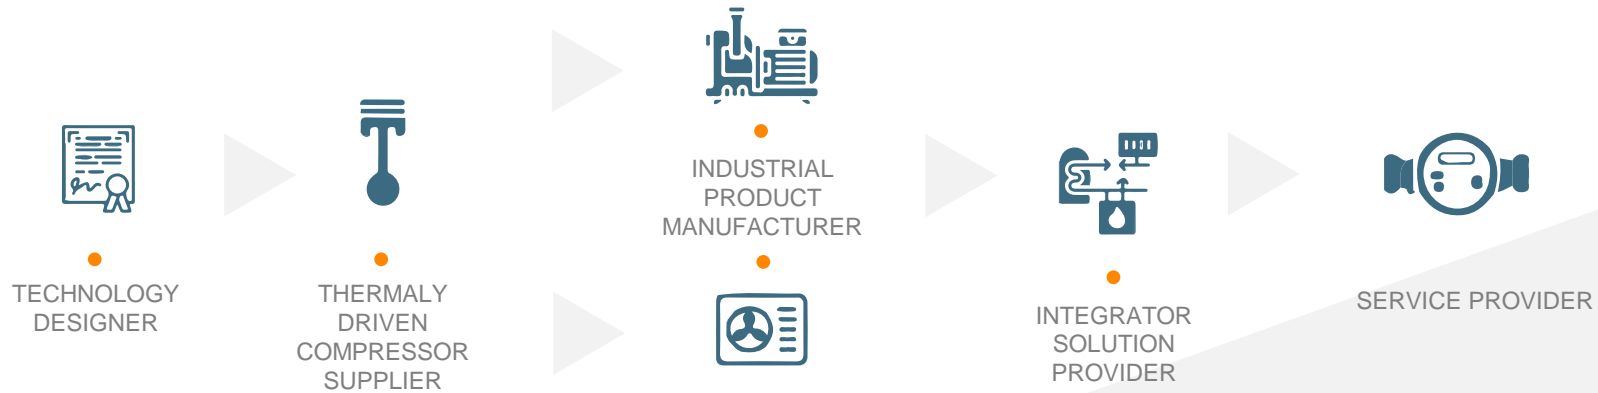 TECHNOLOGY
DESIGNER
THERMALY
DRIVEN
COMPRESSOR
SUPPLIER
INDUSTRIAL
PRODUCT
MANUFACTURER
INTEGRATOR
SOLUTION
PROVIDER
SERVICE PROVIDER